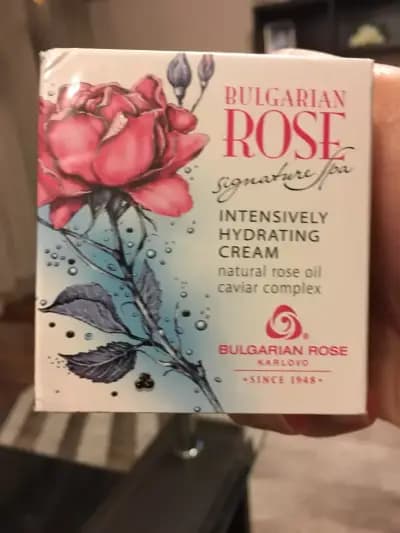 BULGARIAN
ROSE
signature spa
INTENSIVELY
HYDRATING
CREAM
natural rose oil
caviar complex
®
BULGARIAN ROSE
KARLOVO
•SINCE 1948•